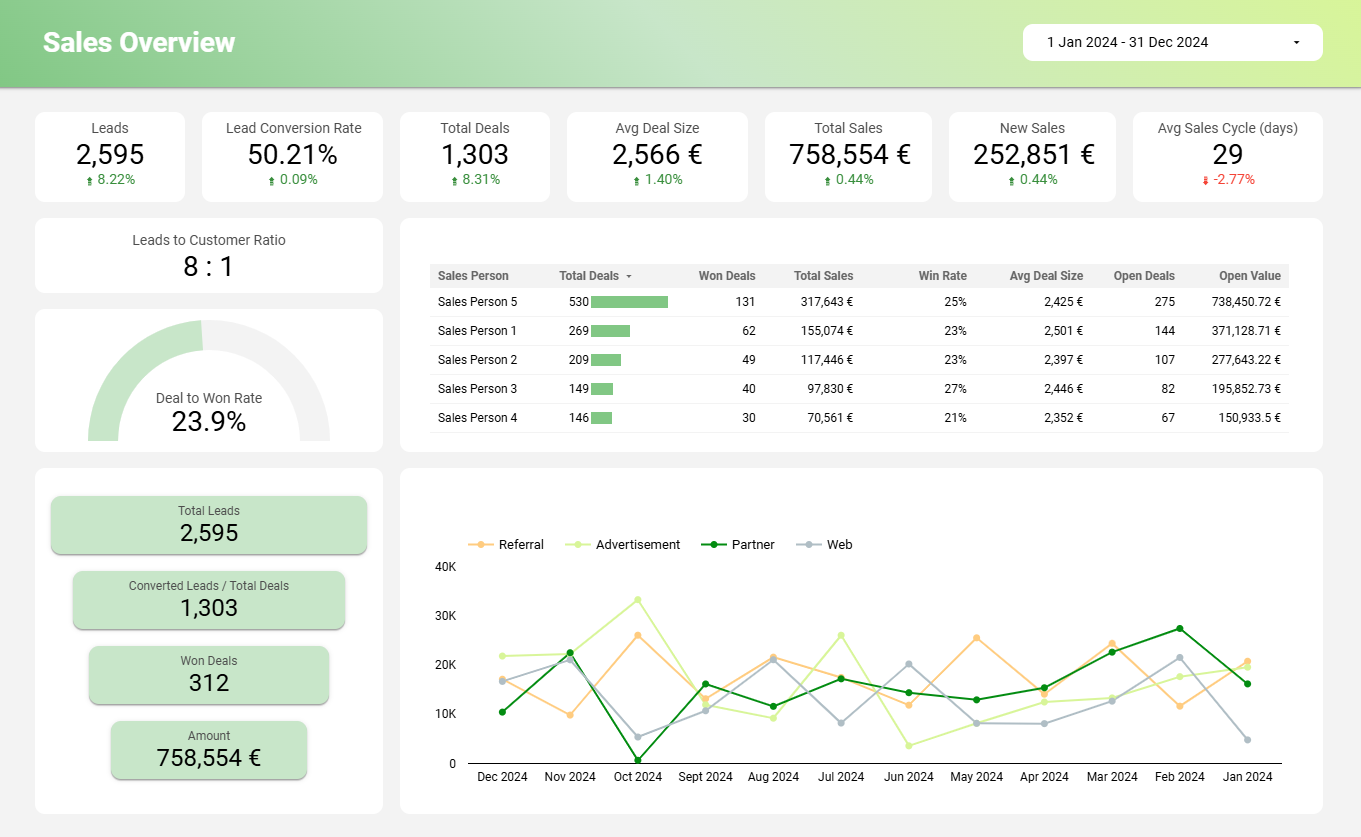 Sales Overview
1 Jan 2024 - 31 Dec 2024
Leads
2,595
8.22%
Lead Conversion Rate
50.21%
0.09%
Total Deals
1,303
8.31%
Avg Deal Size
2,566 €
1.40%
Total Sales
758,554 €
0.44%
New Sales
252,851 €
0.44%
Avg Sales Cycle (days)
29
-2.77%
Leads to Customer Ratio
8 : 1
Deal to Won Rate
23.9%
Sales Person Total Deals Won Deals Total Sales Win Rate Avg Deal Size Open Deals Open Value
Sales Person 5 530 131 317,643 € 25% 2,425 € 275 738,450.72 €
Sales Person 1 269 62 155,074 € 23% 2,501 € 144 371,128.71 €
Sales Person 2 209 49 117,446 € 23% 2,397 € 107 277,643.22 €
Sales Person 3 149 40 97,830 € 27% 2,446 € 82 195,852.73 €
Sales Person 4 146 30 70,561 € 21% 2,352 € 67 150,933.5 €
Total Leads
2,595
Converted Leads / Total Deals
1,303
Won Deals
312
Amount
758,554 €
Referral Advertisement Partner Web
40K
30K
20K
10K
0
Dec 2024 Nov 2024 Oct 2024 Sept 2024 Aug 2024 Jul 2024 Jun 2024 May 2024 Apr 2024 Mar 2024 Feb 2024 Jan 2024